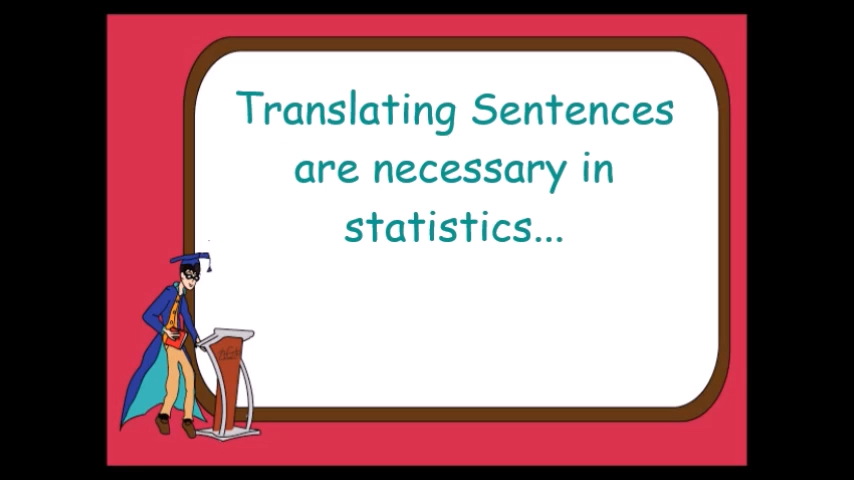 Translating Sentences
are necessary in
statistics...